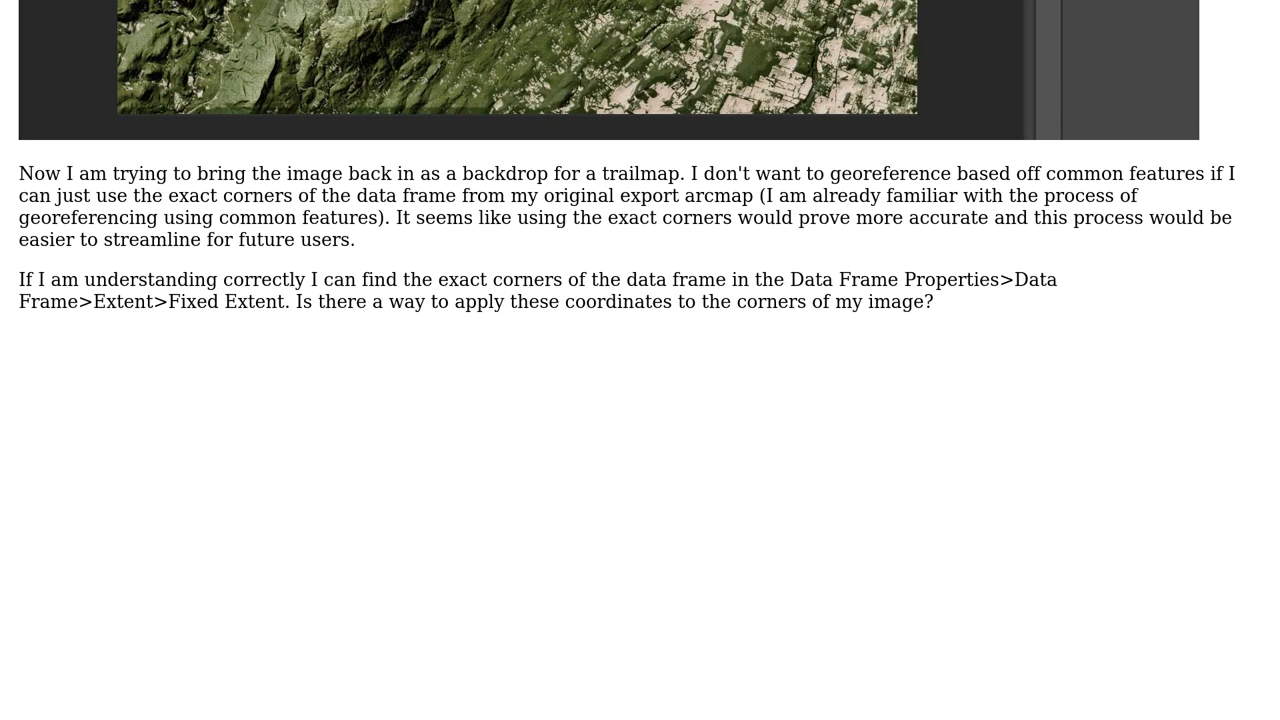 Now I am trying to bring the image back in as a backdrop for a trailmap. I don't want to georeference based off common features if I
can just use the exact corners of the data frame from my original export arcmap (I am already familiar with the process of
georeferencing using common features). It seems like using the exact corners would prove more accurate and this process would be
easier to streamline for future users.
If I am understanding correctly I can find the exact corners of the data frame in the Data Frame Properties>Data
Frame>Extent>Fixed Extent. Is there a way to apply these coordinates to the corners of my image?